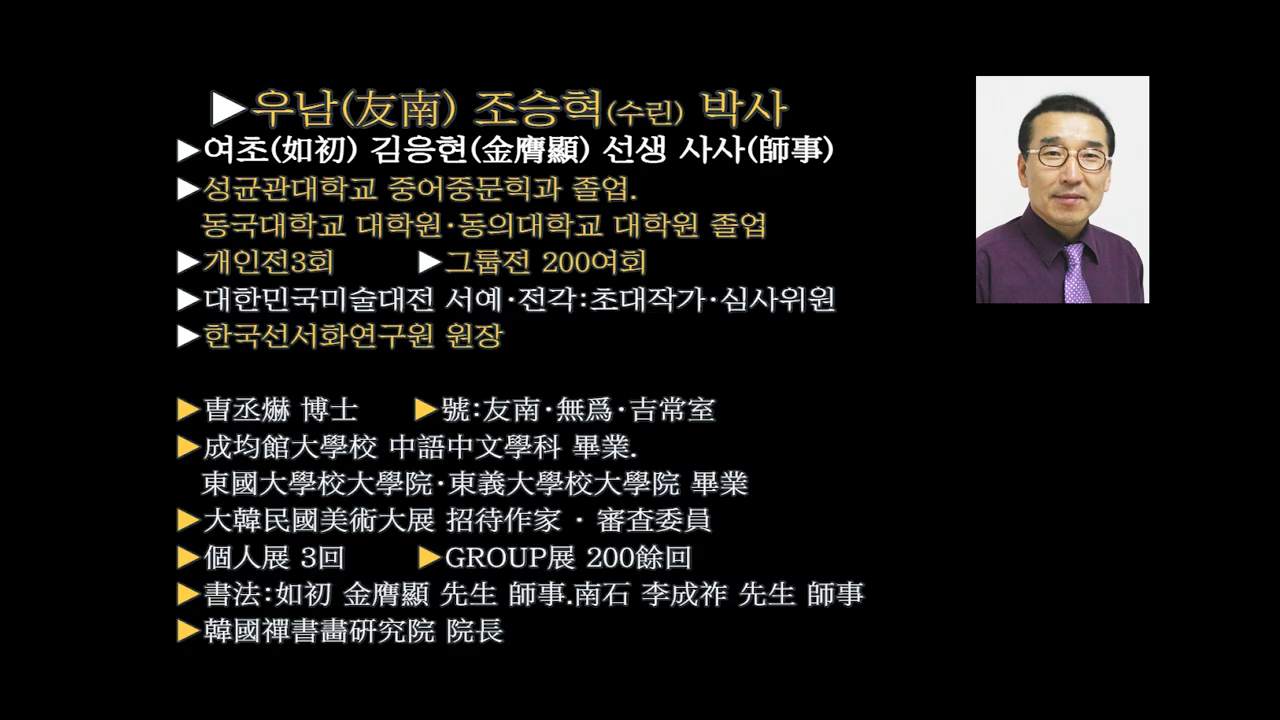 ▶우남(友南) 조승혁(수린) 박사
▶여초(如初) 김응현(金膺顯) 선생 사사(師事)
▶성균관대학교 중어중문힉과 졸업.
동국대학교 대학원·동의대학교 대학원 졸업
▶개인전3회 ▶그룹전 200여회
▶대한민국미술대전 서예·전각:초대작가·심사위원
▶한국선서화연구원 원장
▶曺丞爀 博士 ▶號:友南·無爲·吉常室
▶成均館大學校 中語中文學科 畢業.
東國大學校大學院·東義大學校大學院 畢業
▶大韓民國美術大展 招待作家 · 審査委員
▶個人展 3回 ▶GROUP展 200餘回
▶書法:如初 金膺顯 先生 師事.南石 李成祚 先生 師事
▶韓國禪書畵硏究院 院長